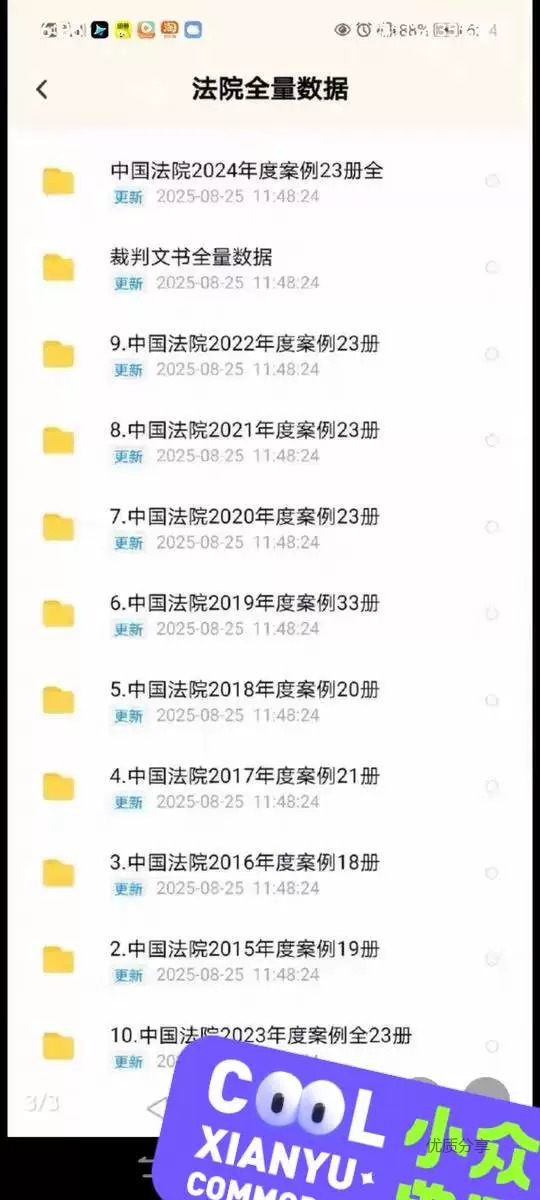 88%
法院全量数据
中国法院2024年度案例23册全
更新 2025-08-25 11:48:24
裁判文书全量数据
更新 2025-08-25 11:48:24
9.中国法院2022年度案例23册
更新 2025-08-25 11:48:24
8.中国法院2021年度案例23册
更新 2025-08-25 11:48:24
7.中国法院2020年度案例23册
更新 2025-08-25 11:48:24
6.中国法院2019年度案例33册
更新 2025-08-25 11:48:24
5.中国法院2018年度案例20册
更新 2025-08-25 11:48:24
4.中国法院2017年度案例21册
更新 2025-08-25 11:48:24
3.中国法院2016年度案例18册
更新 2025-08-25 11:48:24
2.中国法院2015年度案例19册
更新 2025-08-25 11:48:24
10.中国法院2023年度案例全23册
更新
3/3
COOL
小众
优质分享
XIANYU